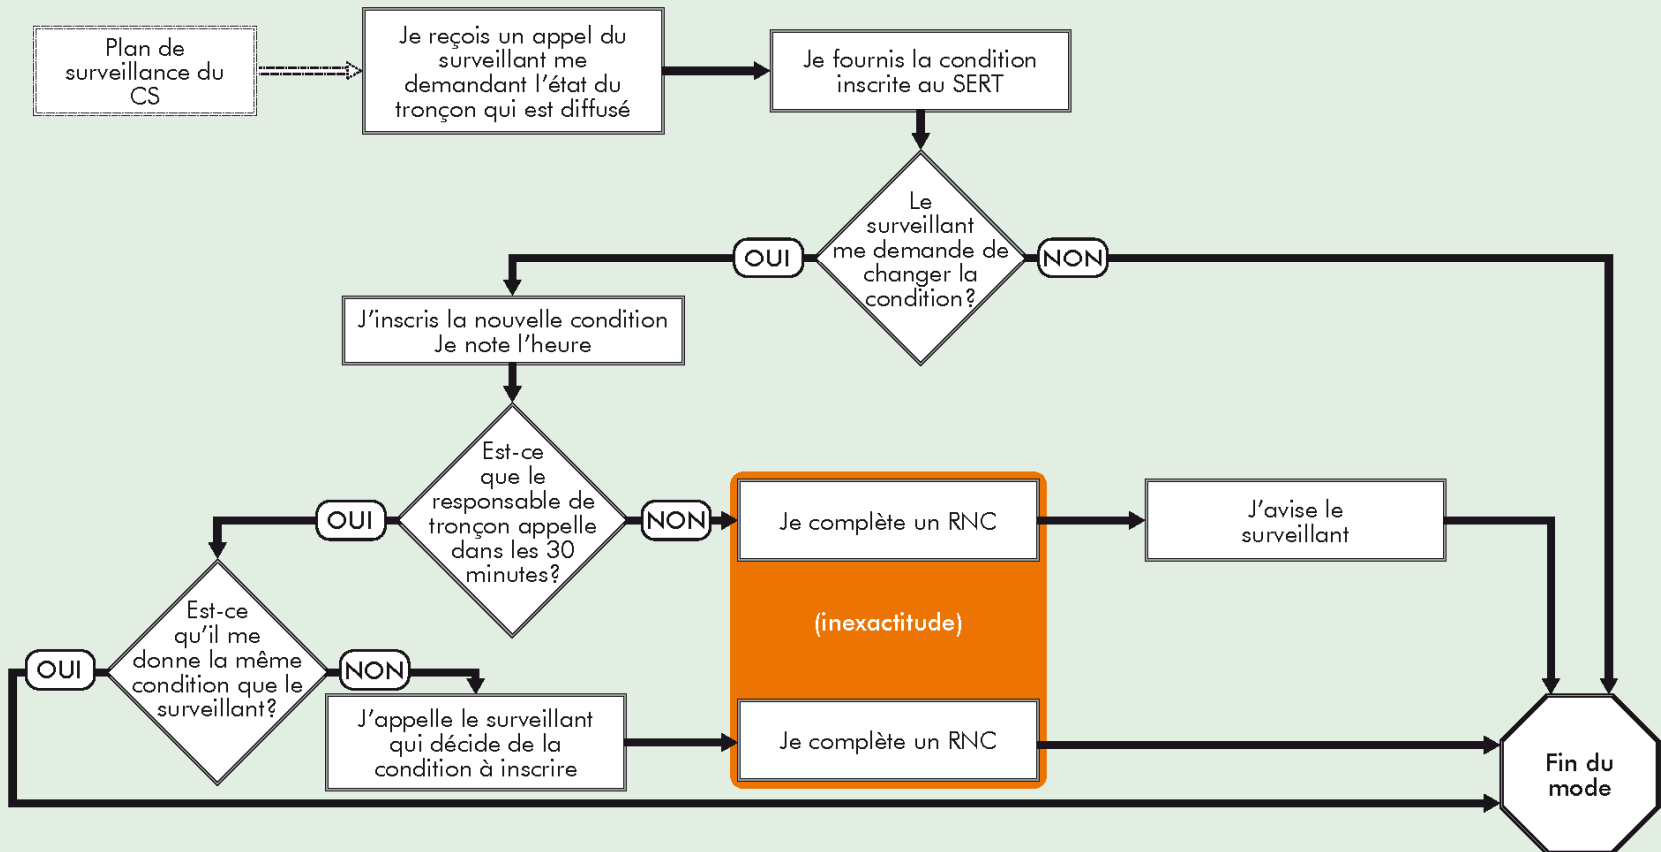 Plan de
surveillance du
CS
Je reçois un appel du
surveillant me
demandant l'état du
tronçon qui est diffusé
Je fournis la condition
inscrite au SERT
Le
surveillant
me demande de
changer la
condition?
OUI
NON
J'inscris la nouvelle condition
Je note l'heure
Est-ce
que le
responsable de
tronçon appelle
dans les 30
minutes?
OUI
NON
Je complète un RNC
J'avise le
surveillant
(inexactitude)
Est-ce
qu'il me
donne la même
condition que le
surveillant?
OUI
NON
J'appelle le surveillant
qui décide de la
condition à inscrire
Je complète un RNC
Fin du
mode